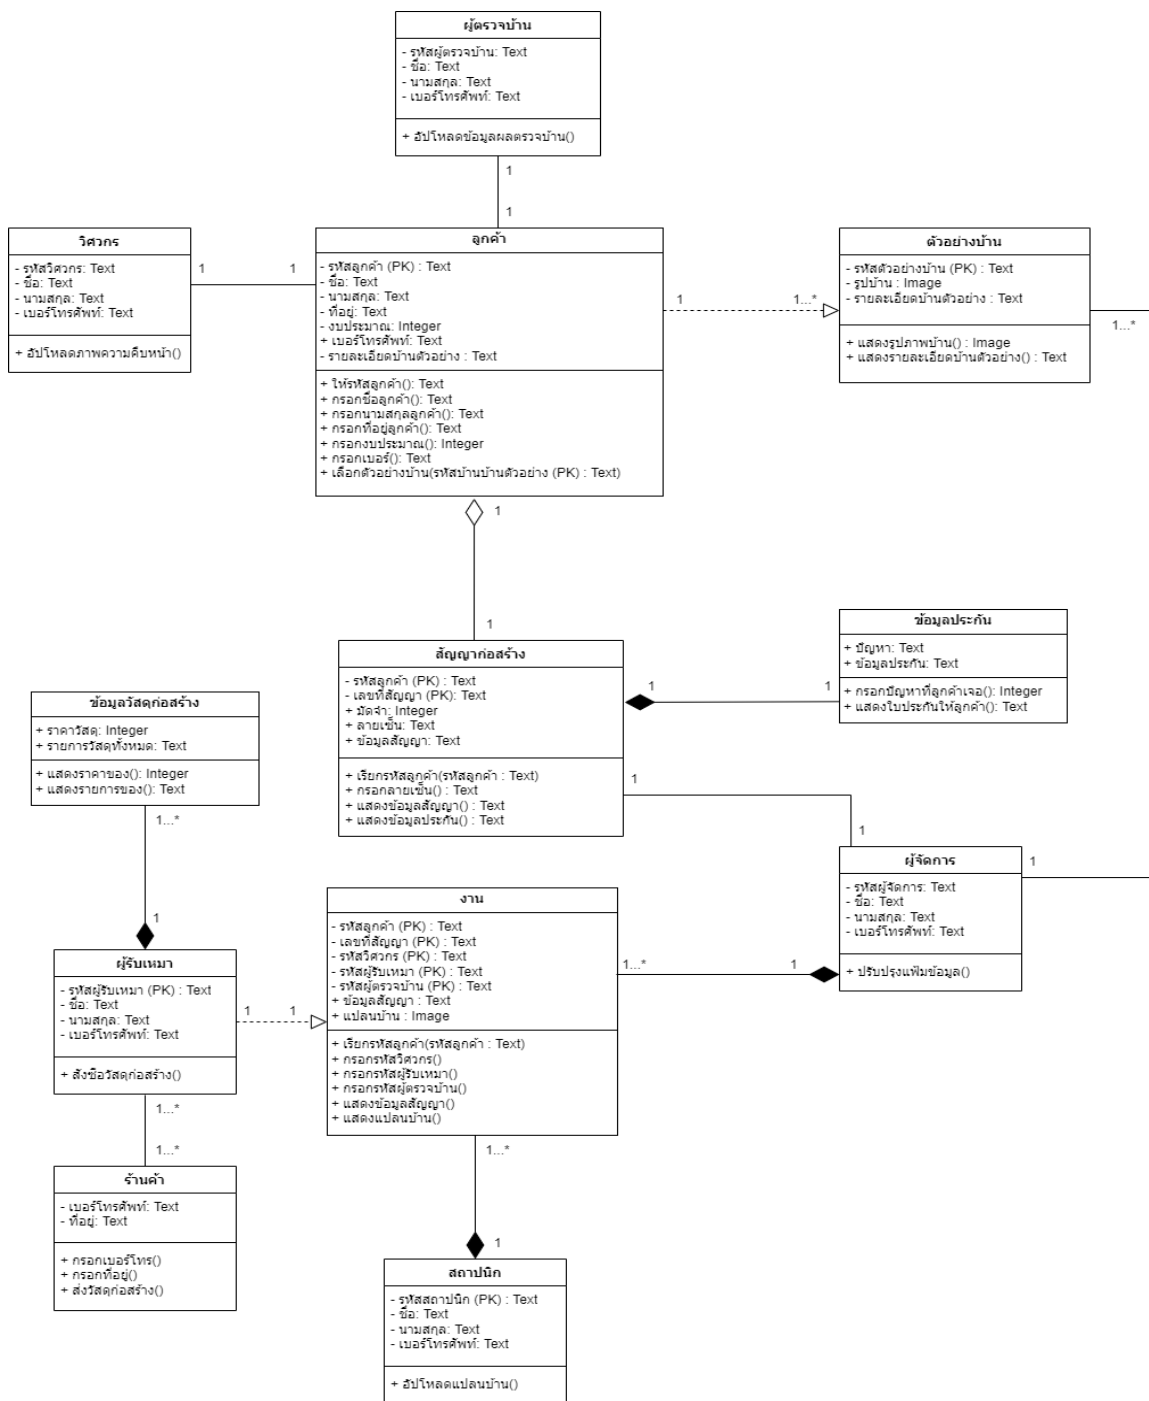 ผู้ตรวจบ้าน
- รหัสผู้ตรวจบ้าน: Text
- ชื่อ: Text
- นามสกุล: Text
- เบอร์โทรศัพท์: Text
+ อัปโหลดข้อมูลผลตรวจบ้าน()
1
1
วิศวกร
- รหัสวิศวกร: Text
- ชื่อ: Text
- นามสกุล: Text
- เบอร์โทรศัพท์: Text
+ อัปโหลดภาพความคืบหน้า()
1
1
ลูกค้า
- รหัสลูกค้า (PK) : Text
- ชื่อ: Text
- นามสกุล: Text
- ที่อยู่: Text
- งบประมาณ: Integer
+ เบอร์โทรศัพท์: Text
- รายละเอียดบ้านตัวอย่าง : Text
+ ให้รหัสลูกค้า(): Text
+ กรอกชื่อลูกค้า(): Text
+ กรอกนามสกุลลูกค้า(): Text
+ กรอกที่อยู่ลูกค้า(): Text
+ กรอกงบประมาณ(): Integer
+ กรอกเบอร์(): Text
+ เลือกตัวอย่างบ้าน(รหัสบ้านบ้านตัวอย่าง (PK) : Text)
1
1...*
ตัวอย่างบ้าน
- รหัสตัวอย่างบ้าน (PK) : Text
- รูปบ้าน : Image
- รายละเอียดบ้านตัวอย่าง : Text
+ แสดงรูปภาพบ้าน() : Image
+ แสดงรายละเอียดบ้านตัวอย่าง() : Text
1...*
1
1
สัญญาก่อสร้าง
- รหัสลูกค้า (PK) : Text
- เลขที่สัญญา (PK): Text
+ มัดจำ: Integer
+ ลายเซ็น: Text
+ ข้อมูลสัญญา: Text
+ เรียกรหัสลูกค้า(รหัสลูกค้า : Text)
+ กรอกลายเซ็น() : Text
+ แสดงข้อมูลสัญญา() : Text
+ แสดงข้อมูลประกัน() : Text
1
1
ข้อมูลประกัน
+ ปัญหา: Text
+ ข้อมูลประกัน: Text
+ กรอกปัญหาที่ลูกค้าเจอ(): Integer
+ แสดงใบประกันให้ลูกค้า(): Text
1
1
ข้อมูลวัสดุก่อสร้าง
+ ราคาวัสดุ: Integer
+ รายการวัสดุทั้งหมด: Text
+ แสดงราคาของ(): Integer
+ แสดงรายการของ(): Text
1...*
1
ผู้จัดการ
- รหัสผู้จัดการ: Text
- ชื่อ: Text
- นามสกุล: Text
- เบอร์โทรศัพท์: Text
+ ปรับปรุงแฟ้มข้อมูล()
1
งาน
- รหัสลูกค้า (PK) : Text
- เลขที่สัญญา (PK) : Text
- รหัสวิศวกร (PK) : Text
- รหัสผู้รับเหมา (PK) : Text
- รหัสผู้ตรวจบ้าน (PK) : Text
+ ข้อมูลสัญญา : Text
+ แปลนบ้าน : Image
+ เรียกรหัสลูกค้า(รหัสลูกค้า : Text)
+ กรอกรหัสวิศวกร()
+ กรอกรหัสผู้รับเหมา()
+ กรอกรหัสผู้ตรวจบ้าน()
+ แสดงข้อมูลสัญญา()
+ แสดงแปลนบ้าน()
1...*
1
ผู้รับเหมา
- รหัสผู้รับเหมา (PK) : Text
- ชื่อ: Text
- นามสกุล: Text
- เบอร์โทรศัพท์: Text
+ สั่งซื้อวัสดุก่อสร้าง()
1
1
1...*
1...*
ร้านค้า
- เบอร์โทรศัพท์: Text
- ที่อยู่: Text
+ กรอกเบอร์โทร()
+ กรอกที่อยู่()
+ ส่งวัสดุก่อสร้าง()
1...*
1
สถาปนิก
- รหัสสถาปนิก (PK) : Text
- ชื่อ: Text
- นามสกุล: Text
- เบอร์โทรศัพท์: Text
+ อัปโหลดแปลนบ้าน()